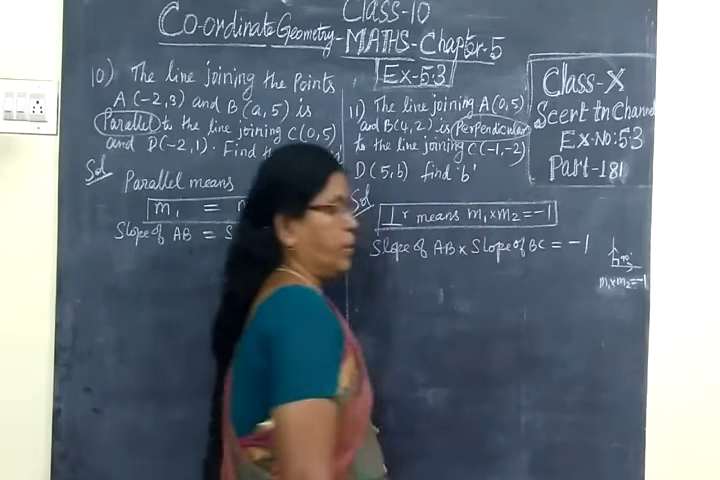 Class-10
Co-ordinate Geometry-MATHS-Chapter-5
Ex-5.3
10) The line joining the Points
A(-2,3) and B(a,5) is
Parallel to the line joining C(0,5)
and D(-2,1). Find the
Sol
Parallel means
m₁ =
Slope of AB = S
11) The line joining A(0,5)
and B(4,2) is Perpendicular
to the line joining C(-1,-2)
D(5,b) find 'b'
Sol
⊥r means m₁×m₂=-1
Slope of AB × Slope of BC = -1
90°
m₁×m₂=-1
Class-X
Scert tn Channel
Ex-No:5.3
Part-181